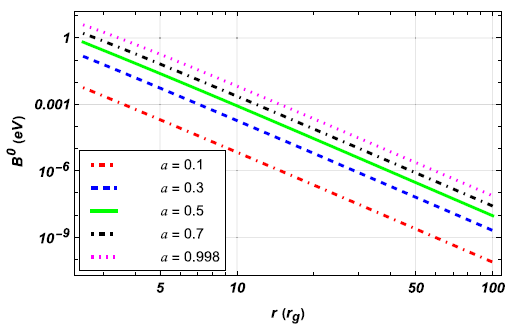 1
0.001
10⁻⁶
10⁻⁹
B⁰ (eV)
a = 0.1
a = 0.3
a = 0.5
a = 0.7
a = 0.998
5 10 50 100
r (r_g)